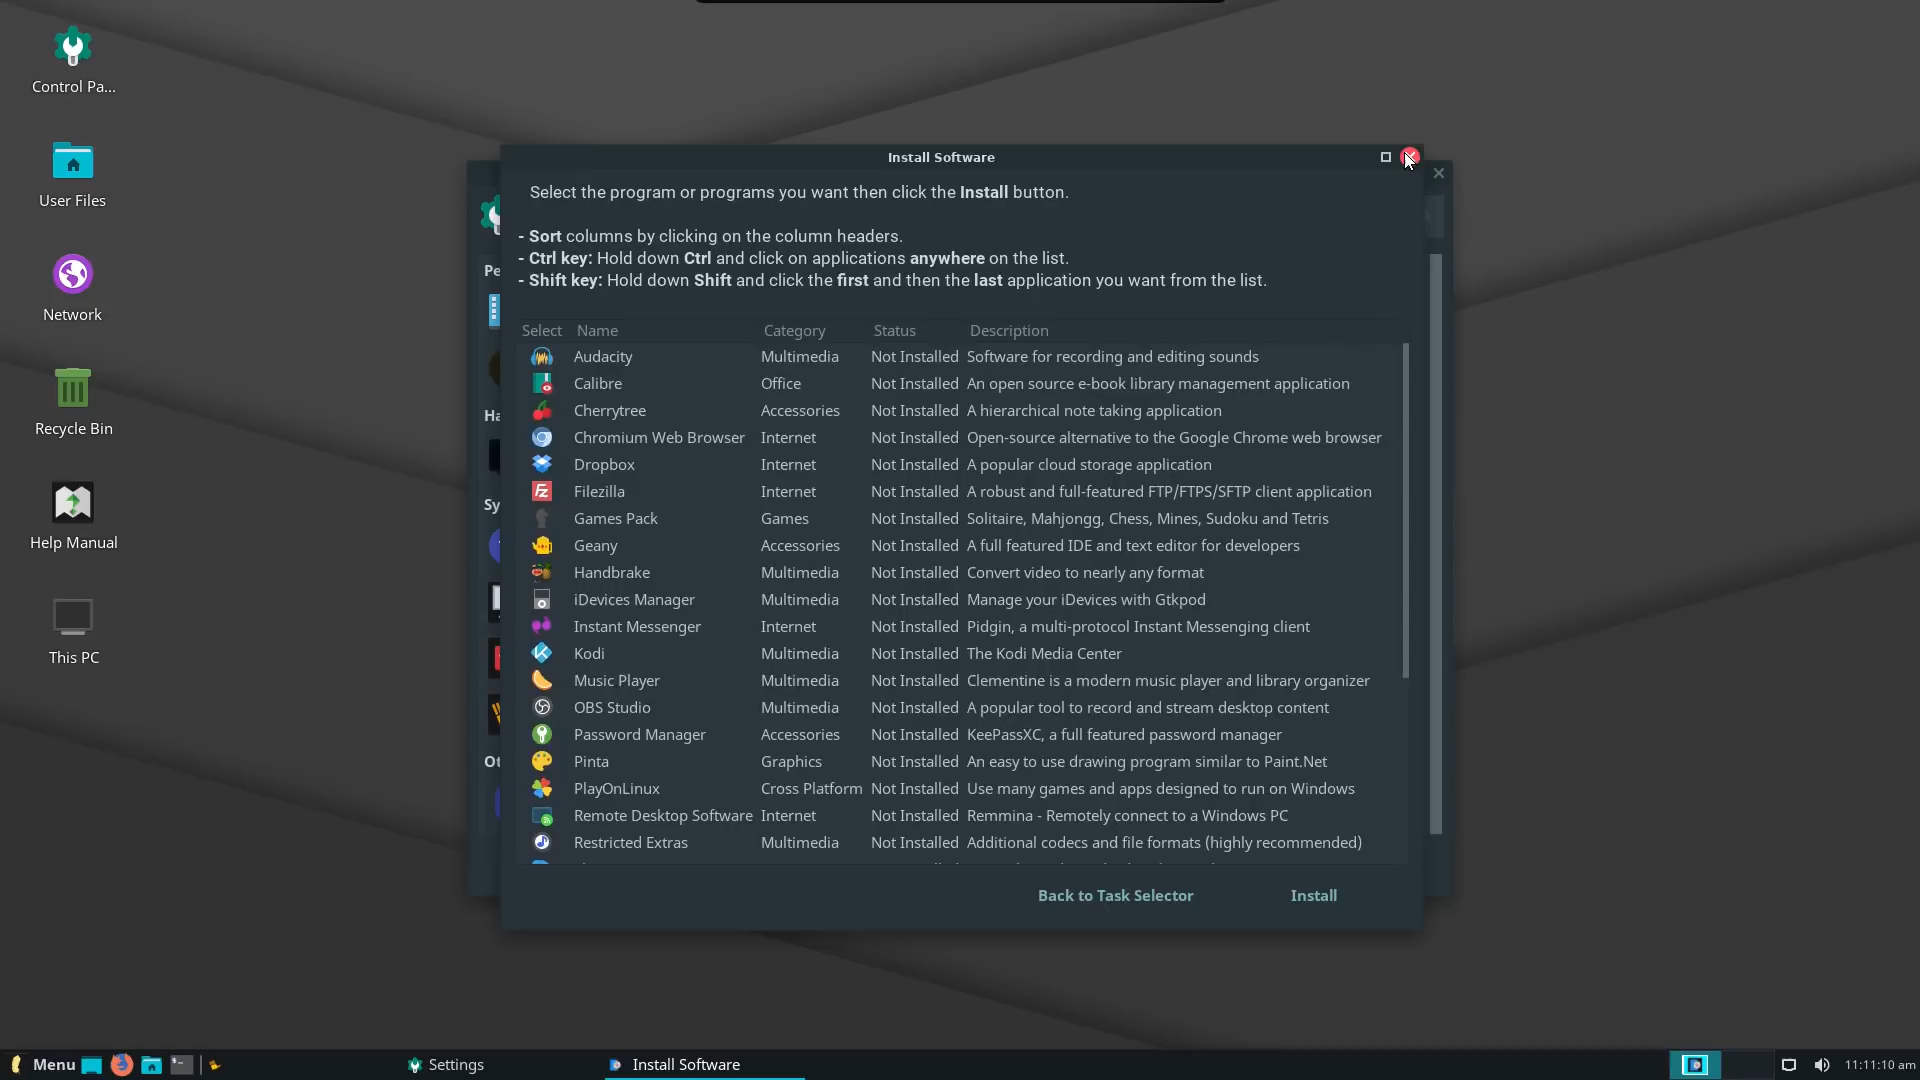 Control Pa...
User Files
Network
Recycle Bin
Help Manual
This PC
Install Software
Select the program or programs you want then click the Install button.
- Sort columns by clicking on the column headers.
- Ctrl key: Hold down Ctrl and click on applications anywhere on the list.
- Shift key: Hold down Shift and click the first and then the last application you want from the list.
Select Name Category Status Description
Audacity Multimedia Not Installed Software for recording and editing sounds
Calibre Office Not Installed An open source e-book library management application
Cherrytree Accessories Not Installed A hierarchical note taking application
Chromium Web Browser Internet Not Installed Open-source alternative to the Google Chrome web browser
Dropbox Internet Not Installed A popular cloud storage application
Filezilla Internet Not Installed A robust and full-featured FTP/FTPS/SFTP client application
Games Pack Games Not Installed Solitaire, Mahjongg, Chess, Mines, Sudoku and Tetris
Geany Accessories Not Installed A full featured IDE and text editor for developers
Handbrake Multimedia Not Installed Convert video to nearly any format
iDevices Manager Multimedia Not Installed Manage your iDevices with Gtkpod
Instant Messenger Internet Not Installed Pidgin, a multi-protocol Instant Messenging client
Kodi Multimedia Not Installed The Kodi Media Center
Music Player Multimedia Not Installed Clementine is a modern music player and library organizer
OBS Studio Multimedia Not Installed A popular tool to record and stream desktop content
Password Manager Accessories Not Installed KeePassXC, a full featured password manager
Pinta Graphics Not Installed An easy to use drawing program similar to Paint.Net
PlayOnLinux Cross Platform Not Installed Use many games and apps designed to run on Windows
Remote Desktop Software Internet Not Installed Remmina - Remotely connect to a Windows PC
Restricted Extras Multimedia Not Installed Additional codecs and file formats (highly recommended)
Back to Task Selector Install
Pe
Ha
Sy
Ot
Menu Settings Install Software 11:11:10 am